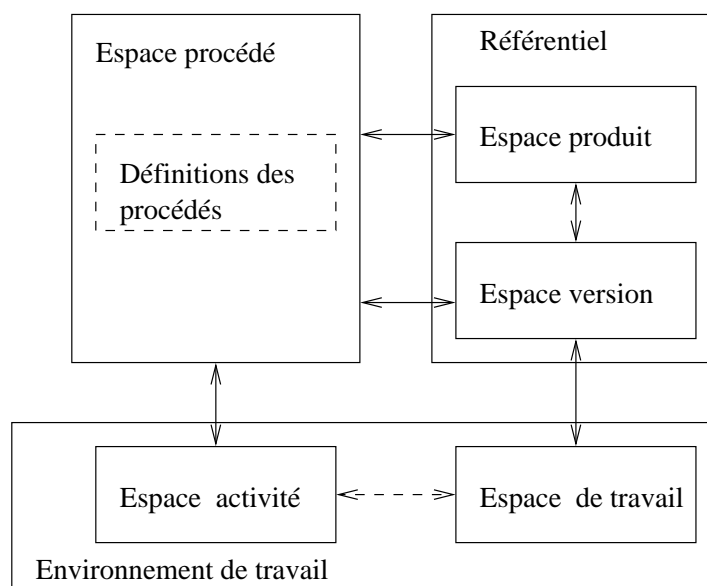 Espace procédé
Définitions des
procédés
Référentiel
Espace produit
Espace version
Espace activité
Espace de travail
Environnement de travail